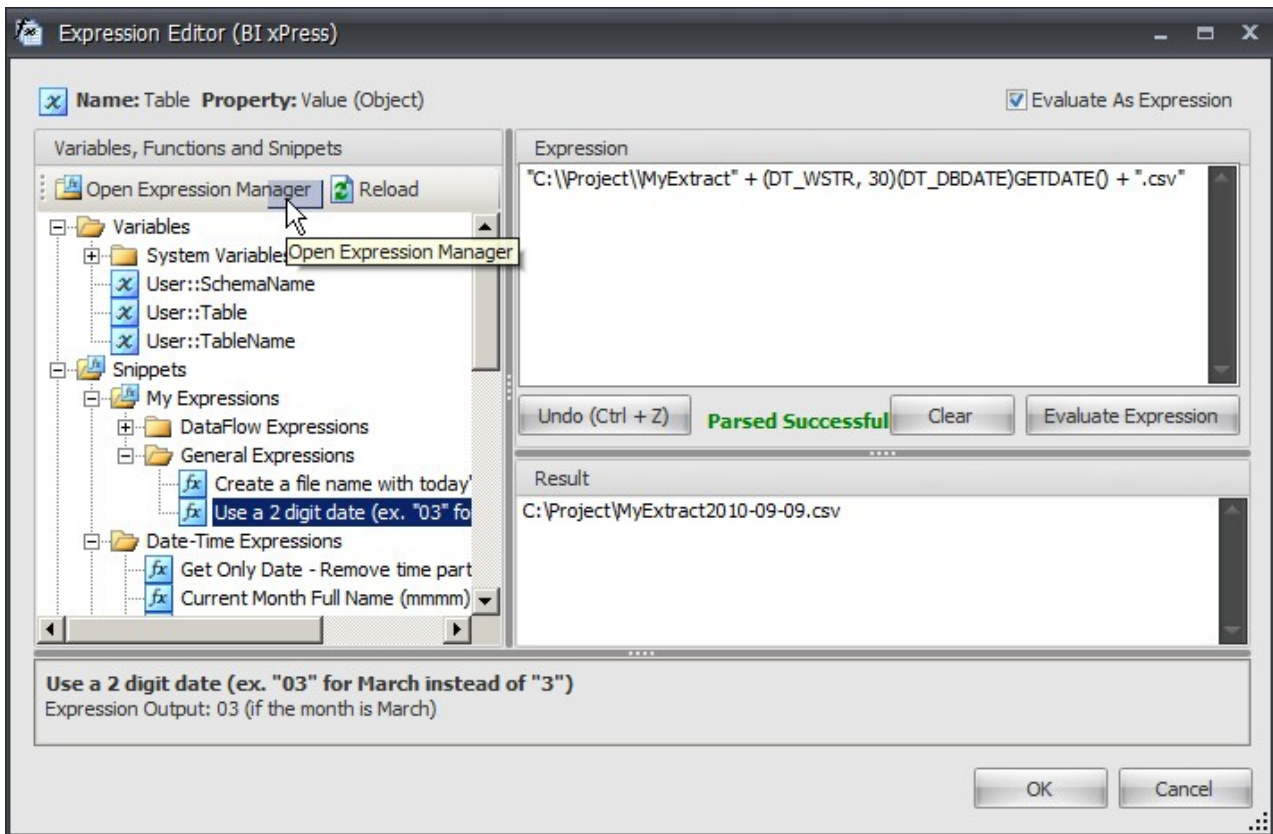 Expression Editor (BI xPress)
Name: Table Property: Value (Object)
Evaluate As Expression
Variables, Functions and Snippets
Open Expression Manager
Reload
Variables
System Variable
Open Expression Manager
User::SchemaName
User::Table
User::TableName
Snippets
My Expressions
DataFlow Expressions
General Expressions
Create a file name with today'
Use a 2 digit date (ex. "03" fo
Date-Time Expressions
Get Only Date - Remove time part
Current Month Full Name (mmmm)
Expression
"C:\\Project\\MyExtract" + (DT_WSTR, 30)(DT_DBDATE)GETDATE() + ".csv"
Undo (Ctrl + Z)
Parsed Successful
Clear
Evaluate Expression
Result
C:\Project\MyExtract2010-09-09.csv
Use a 2 digit date (ex. "03" for March instead of "3")
Expression Output: 03 (if the month is March)
OK
Cancel